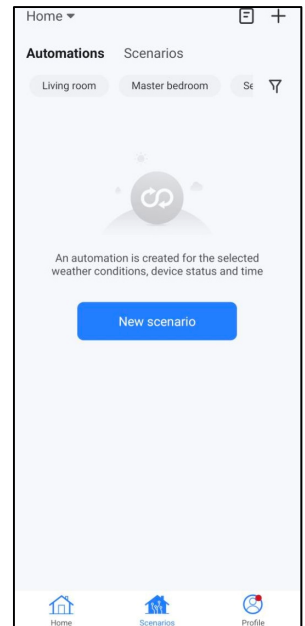 Home
Automations Scenarios
Living room Master bedroom Se
An automation is created for the selected
weather conditions, device status and time
New scenario
Home Scenarios Profile